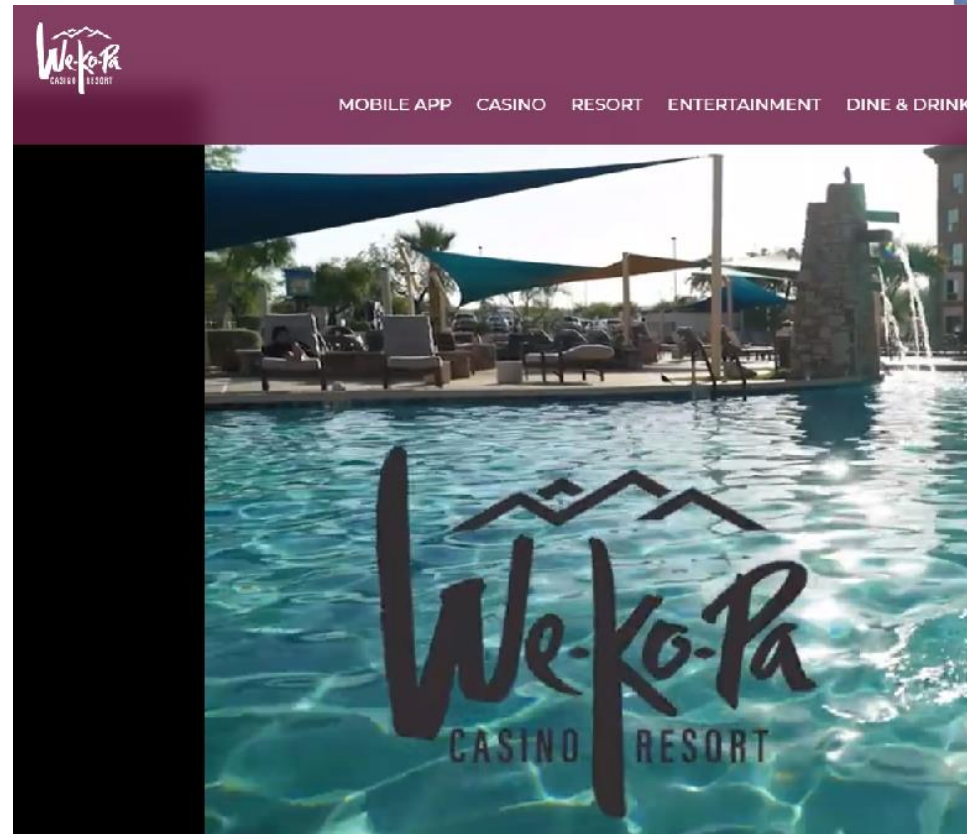 We-Ko-Pa
CASINO RESORT
MOBILE APP CASINO RESORT ENTERTAINMENT DINE & DRINK
We-Ko-Pa
CASINO RESORT